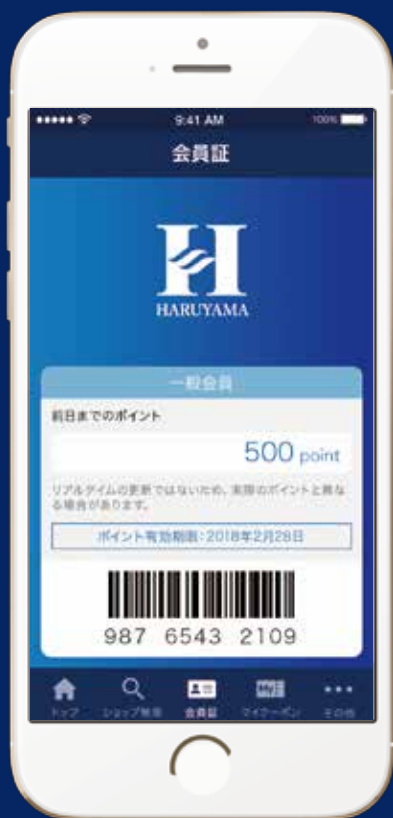 9:41 AM
100%
会員証
H
HARUYAMA
一般会員
前日までのポイント
500 point
リアルタイムの更新ではないため、実際のポイントと異な
る場合があります。
ポイント有効期限：2018年2月28日
987 6543 2109
トップ
ショップ検索
会員証
My
マイクーポン
その他